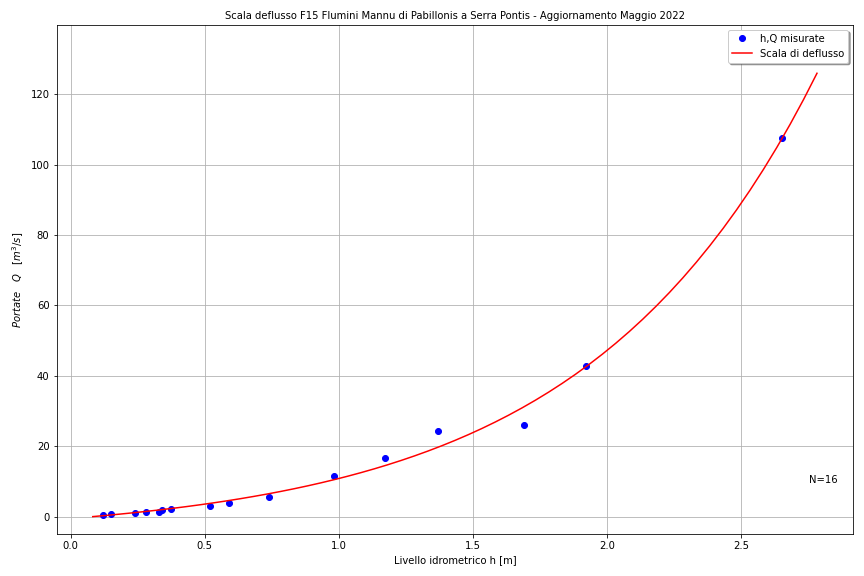 Scala deflusso F15 Flumini Mannu di Pabillonis a Serra Pontis - Aggiornamento Maggio 2022
h,Q misurate
Scala di deflusso
120
100
80
60
40
20
0
Portate Q [m³/s]
N=16
0.0 0.5 1.0 1.5 2.0 2.5
Livello idrometrico h [m]